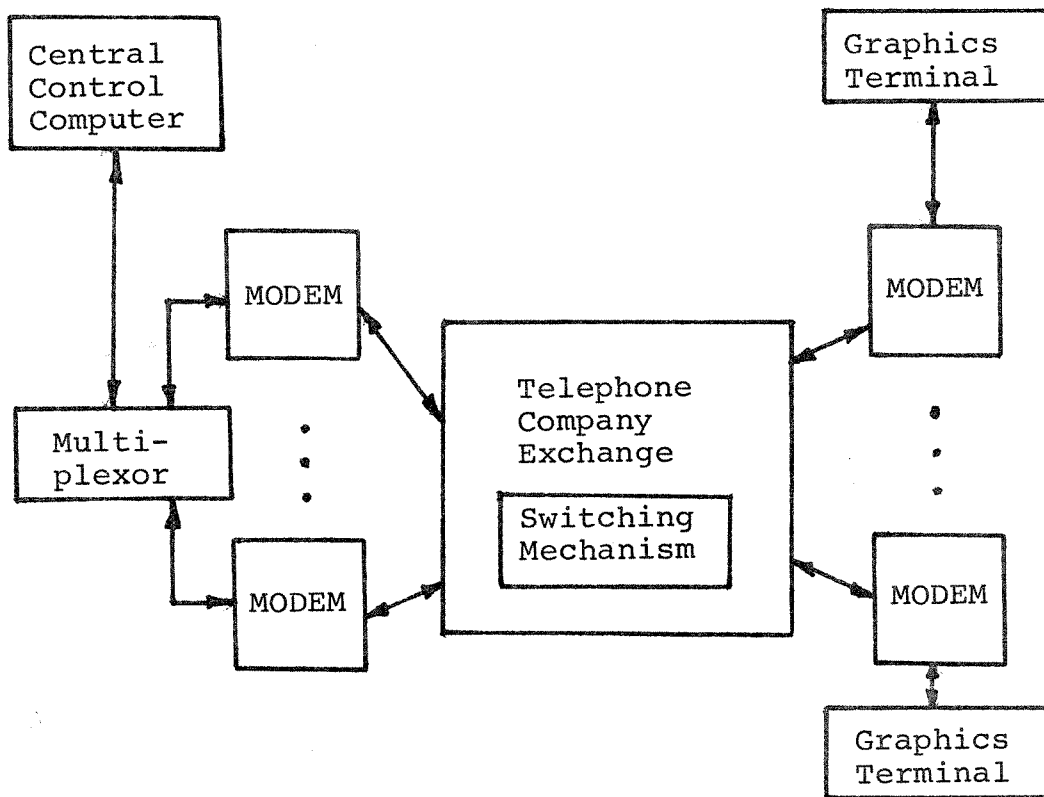 Central
Control
Computer
Graphics
Terminal
MODEM
MODEM
Multi-
plexor
Telephone
Company
Exchange
Switching
Mechanism
MODEM
MODEM
Graphics
Terminal